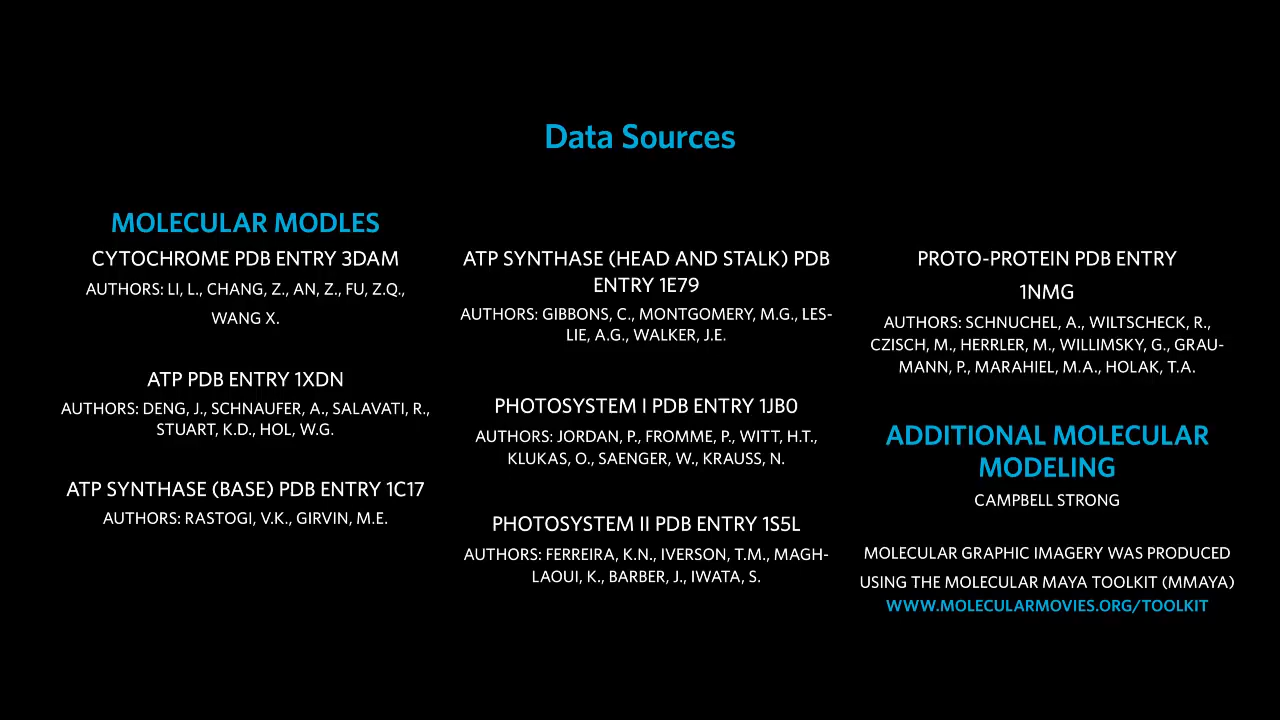 Data Sources
MOLECULAR MODLES
CYTOCHROME PDB ENTRY 3DAM
AUTHORS: LI, L., CHANG, Z., AN, Z., FU, Z.Q.,
WANG X.
ATP PDB ENTRY 1XDN
AUTHORS: DENG, J., SCHNAUFER, A., SALAVATI, R.,
STUART, K.D., HOL, W.G.
ATP SYNTHASE (BASE) PDB ENTRY 1C17
AUTHORS: RASTOGI, V.K., GIRVIN, M.E.
ATP SYNTHASE (HEAD AND STALK) PDB
ENTRY 1E79
AUTHORS: GIBBONS, C., MONTGOMERY, M.G., LES-
LIE, A.G., WALKER, J.E.
PHOTOSYSTEM I PDB ENTRY 1JB0
AUTHORS: JORDAN, P., FROMME, P., WITT, H.T.,
KLUKAS, O., SAENGER, W., KRAUSS, N.
PHOTOSYSTEM II PDB ENTRY 1S5L
AUTHORS: FERREIRA, K.N., IVERSON, T.M., MAGH-
LAOUI, K., BARBER, J., IWATA, S.
PROTO-PROTEIN PDB ENTRY
1NMG
AUTHORS: SCHNUCHEL, A., WILTSCHECK, R.,
CZISCH, M., HERRLER, M., WILLIMSKY, G., GRAU-
MANN, P., MARAHIEL, M.A., HOLAK, T.A.
ADDITIONAL MOLECULAR
MODELING
CAMPBELL STRONG
MOLECULAR GRAPHIC IMAGERY WAS PRODUCED
USING THE MOLECULAR MAYA TOOLKIT (MMAYA)
WWW.MOLECULARMOVIES.ORG/TOOLKIT